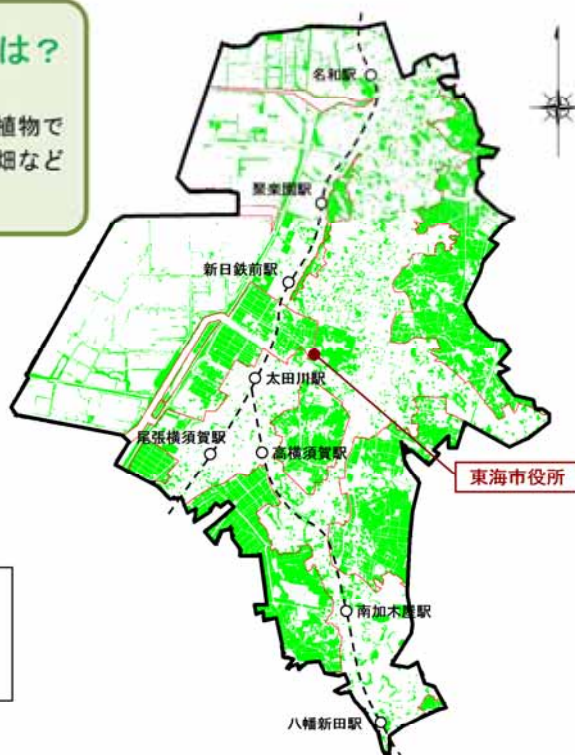 は？
植物で
畑など
名和駅
聚楽園駅
新日鉄前駅
太田川駅
尾張横須賀駅
高横須賀駅
東海市役所
南加木屋駅
八幡新田駅